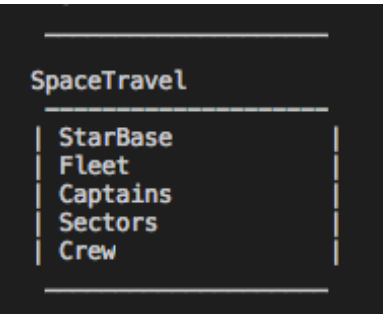 SpaceTravel
StarBase
Fleet
Captains
Sectors
Crew